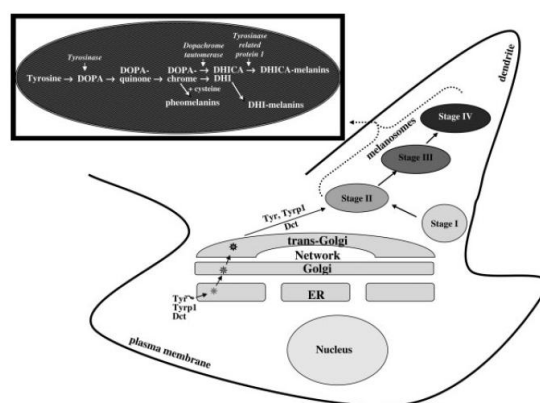 Tyrosinase
Dopachrome
tautomerase
Tyrosinase
related
protein 1
Tyrosine → DOPA → DOPA-
quinone → DOPA-
chrome → DHICA → DHICA-melanins
DHI
+ cysteine
pheomelanins
DHI-melanins
dendrite
melanosomes
Stage IV
Stage III
Stage II
Stage I
Tyr, Tyrp1
Dct
trans-Golgi
Network
Golgi
ER
Tyr
Tyrp1
Dct
Nucleus
plasma membrane